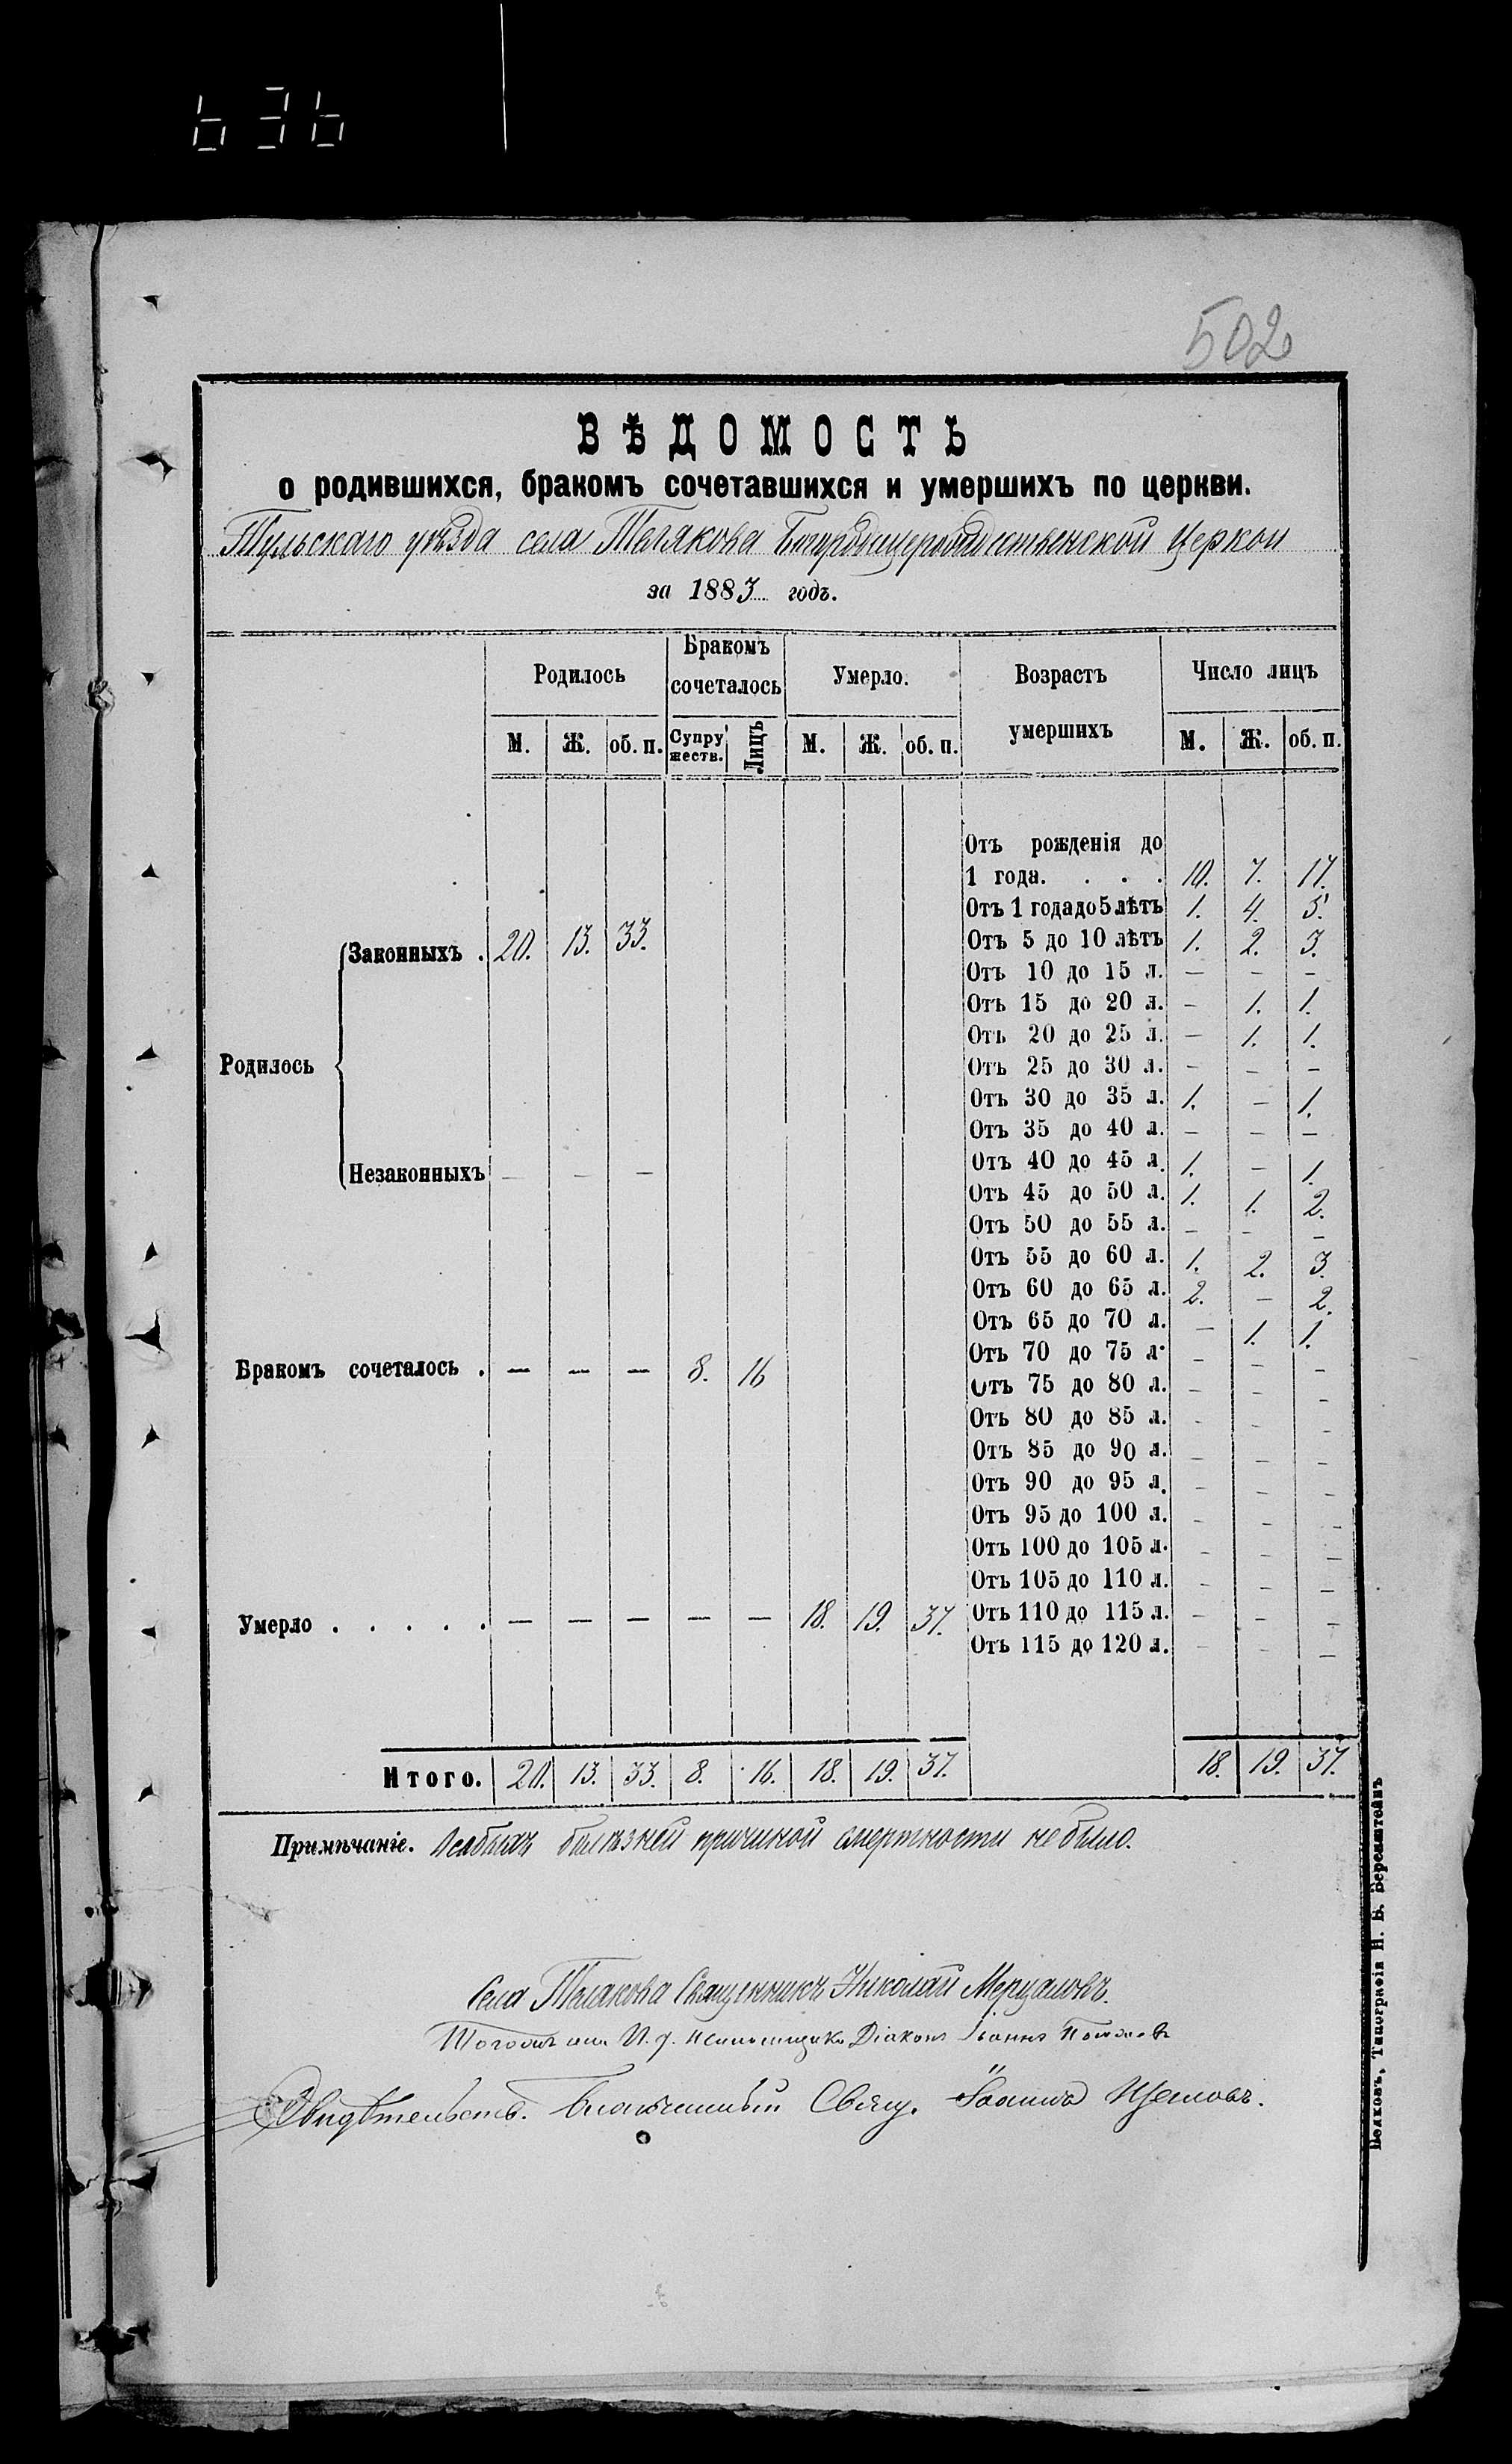 636
502
ВѢДОМОСТЬ
о родившихся, бракомъ сочетавшихся и умершихъ по церкви.
Тульскаго уѣзда села Телякова Богородицерождественской Церкви
за 1883 годъ.
Родилось Бракомъ сочеталось Умерло. Возрастъ умершихъ Число лицъ
М. Ж. об. п. Супружеств. Лицъ М. Ж. об. п. М. Ж. об. п.
Отъ рожденія до
1 года. . . . 10. 7. 17.
Отъ 1 года до 5 лѣтъ 1. 4. 5.
Родилось
Законныхъ . 20. 13. 33.
Отъ 5 до 10 лѣтъ 1. 2. 3.
Отъ 10 до 15 л. — — —
Отъ 15 до 20 л. — 1. 1.
Отъ 20 до 25 л. — 1. 1.
Отъ 25 до 30 л. — — —
Отъ 30 до 35 л. 1. — 1.
Отъ 35 до 40 л. — — —
Незаконныхъ — — —
Отъ 40 до 45 л. 1. — 1.
Отъ 45 до 50 л. 1. 1. 2.
Отъ 50 до 55 л. — — —
Отъ 55 до 60 л. 1. 2. 3.
Отъ 60 до 65 л. 2. — 2.
Отъ 65 до 70 л. — 1. 1.
Бракомъ сочеталось . — — — 8. 16
Отъ 70 до 75 л. — — —
Отъ 75 до 80 л. — — —
Отъ 80 до 85 л. — — —
Отъ 85 до 90 л. — — —
Отъ 90 до 95 л. — — —
Отъ 95 до 100 л. — — —
Отъ 100 до 105 л. — — —
Отъ 105 до 110 л. — — —
Умерло . . . . . — — — — — 18. 19. 37.
Отъ 110 до 115 л. — — —
Отъ 115 до 120 л. — — —
Итого. 20. 13. 33. 8. 16. 18. 19. 37. 18. 19. 37.
Примѣчаніе. Особыхъ болѣзней причиной смертности не было.
Села Телякова Священникъ Николай Мерцаловъ.
И. д. Псаломщика Діаконъ Іоаннъ
Свидѣтельств. Благочинный Свящ. Іоаннъ
Типографія Н. Б. Бернштейнъ